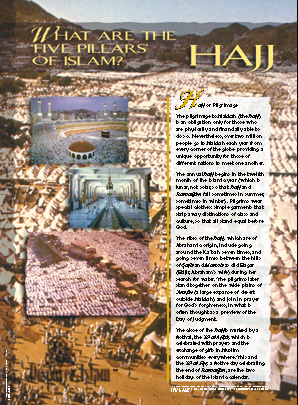 WHAT ARE THE
'FIVE PILLARS'
OF ISLAM?
HAJJ
Hajj or Pilgrimage
The pilgrimage to Makkah (the hajj)
is an obligation only for those who
are physically and financially able to
do so. Nevertheless, over two million
people go to Makkah each year from
every corner of the globe providing a
unique opportunity for those of
different nations to meet one another.
The annual hajj begins in the twelfth
month of the Islamic year (which is
lunar, not solar, so that hajj and
Ramadan fall sometimes in summer,
sometimes in winter). Pilgrims wear
special clothes: simple garments that
strip away distinctions of class and
culture, so that all stand equal before
God.
The rites of the hajj, which are of
Abrahamic origin, include going
around the Ka'bah seven times, and
going seven times between the hills
of Safa and Marwa as did Hagar
(Hajir, Abraham's wife) during her
search for water. The pilgrims later
stand together on the wide plains of
Arafat (a large expanse of desert
outside Makkah) and join in prayer
for God's forgiveness, in what is
often thought as a preview of the
Day of Judgment.
The close of the hajj is marked by a
festival, the Id al Adha, which is
celebrated with prayers and the
exchange of gifts in Muslim
communities everywhere. This and
the Id al Fitr, a festive day celebrating
the end of Ramadan, are the two
holidays of the Islamic calendar.